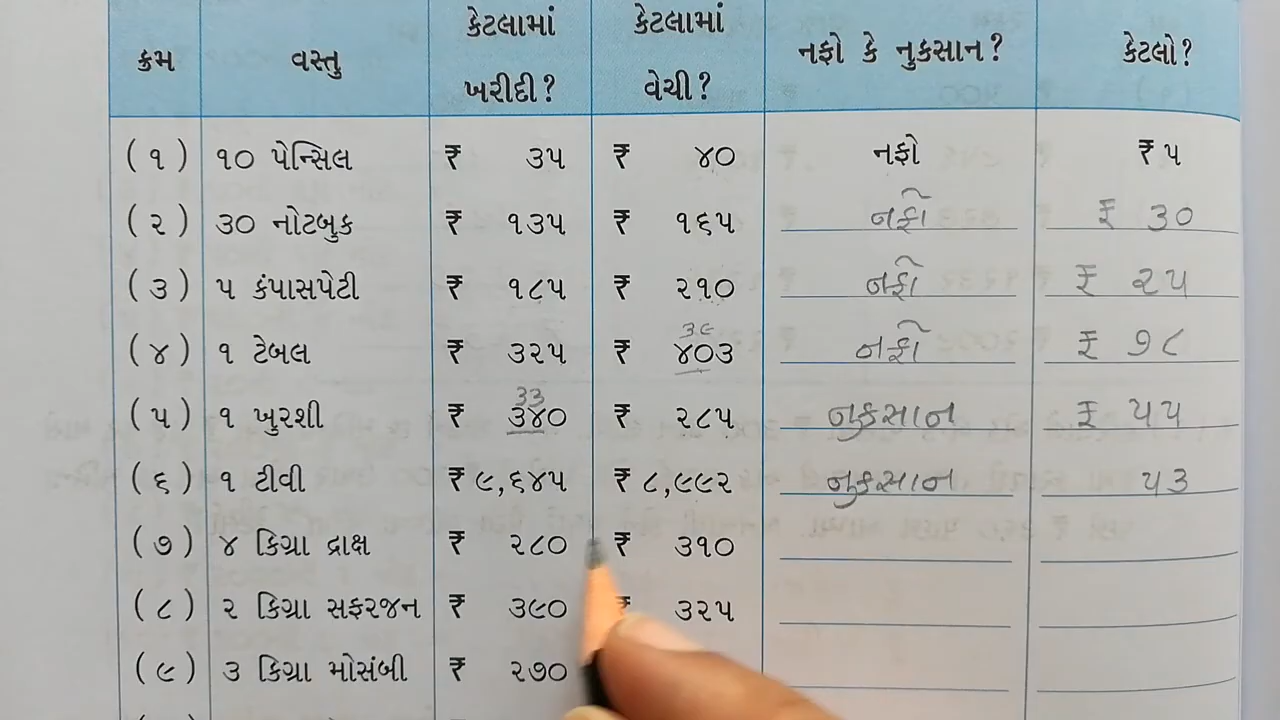 ક્રમ વસ્તુ કેટલામાં ખરીદી? કેટલામાં વેચી? નફો કે નુકસાન? કેટલો?
(૧) ૧૦ પેન્સિલ ₹ ૩૫ ₹ ૪૦ નફો ₹ ૫
(૨) ૩૦ નોટબુક ₹ ૧૩૫ ₹ ૧૬૫ નફો ₹ ૩૦
(૩) ૫ કંપાસપેટી ₹ ૧૮૫ ₹ ૨૧૦ નફો ₹ ૨૫
(૪) ૧ ટેબલ ₹ ૩૨૫ ₹ ૪૦૩ નફો ₹ ૭૮
(૫) ૧ ખુરશી ₹ ૩૪૦ ₹ ૨૮૫ નુકસાન ₹ ૫૫
(૬) ૧ ટીવી ₹ ૯,૬૪૫ ₹ ૮,૯૯૨ નુકસાન ૫૩
(૭) ૪ કિગ્રા દ્રાક્ષ ₹ ૨૮૦ ₹ ૩૧૦
(૮) ૨ કિગ્રા સફરજન ₹ ૩૯૦ ₹ ૩૨૫
(૯) ૩ કિગ્રા મોસંબી ₹ ૨૭૦